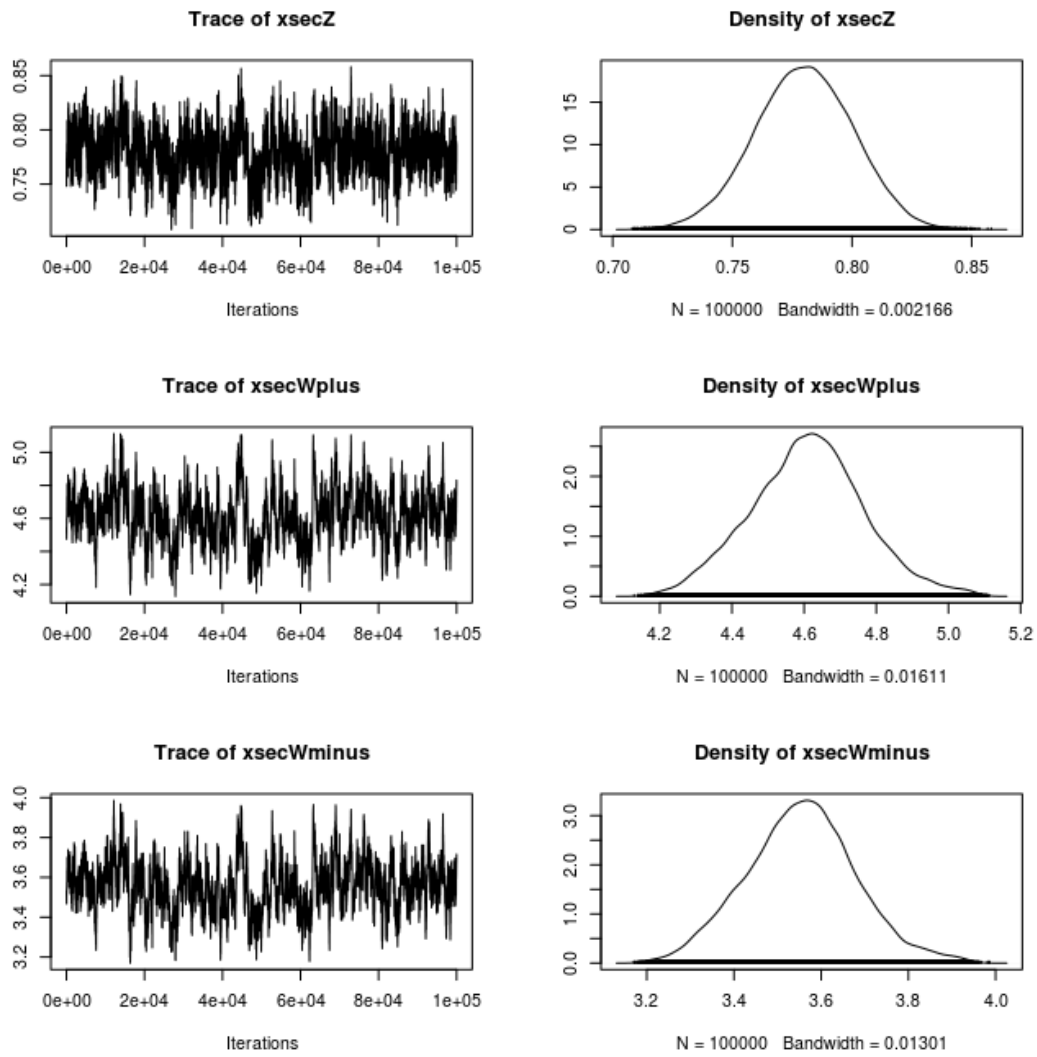 Trace of xsecZ
0.85
0.80
0.75
0e+00 2e+04 4e+04 6e+04 8e+04 1e+05
Iterations
Density of xsecZ
15
10
5
0
0.70 0.75 0.80 0.85
N = 100000 Bandwidth = 0.002166
Trace of xsecWplus
5.0
4.6
4.2
0e+00 2e+04 4e+04 6e+04 8e+04 1e+05
Iterations
Density of xsecWplus
2.0
1.0
0.0
4.2 4.4 4.6 4.8 5.0 5.2
N = 100000 Bandwidth = 0.01611
Trace of xsecWminus
4.0
3.8
3.6
3.4
3.2
0e+00 2e+04 4e+04 6e+04 8e+04 1e+05
Iterations
Density of xsecWminus
3.0
2.0
1.0
0.0
3.2 3.4 3.6 3.8 4.0
N = 100000 Bandwidth = 0.01301